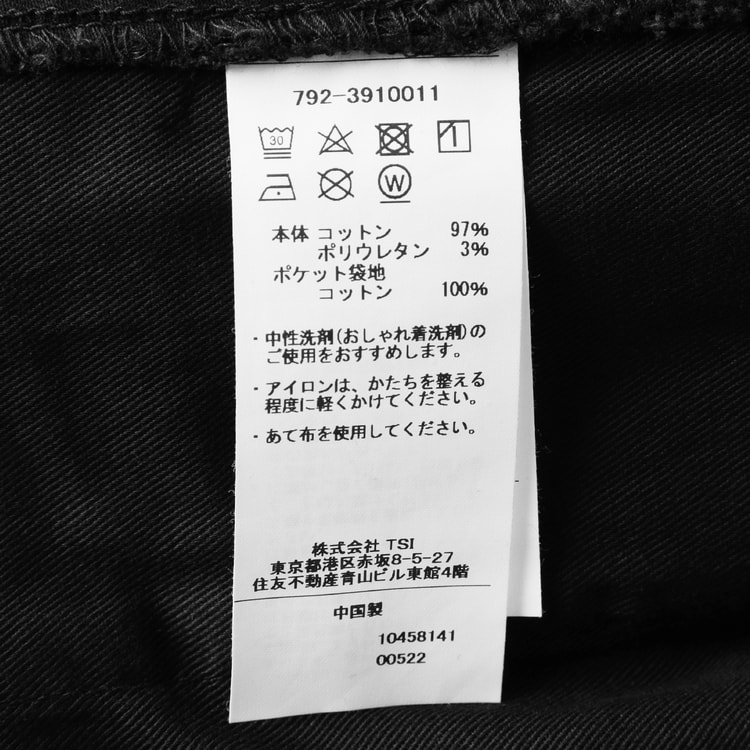 792-3910011
30
W
本体 コットン 97%
ポリウレタン 3%
ポケット袋地
コットン 100%
・中性洗剤(おしゃれ着洗剤)の
ご使用をおすすめします。
・アイロンは、かたちを整える
程度に軽くかけてください。
・あて布を使用してください。
株式会社 TSI
東京都港区赤坂8-5-27
住友不動産青山ビル東館4階
中国製
10458141
00522